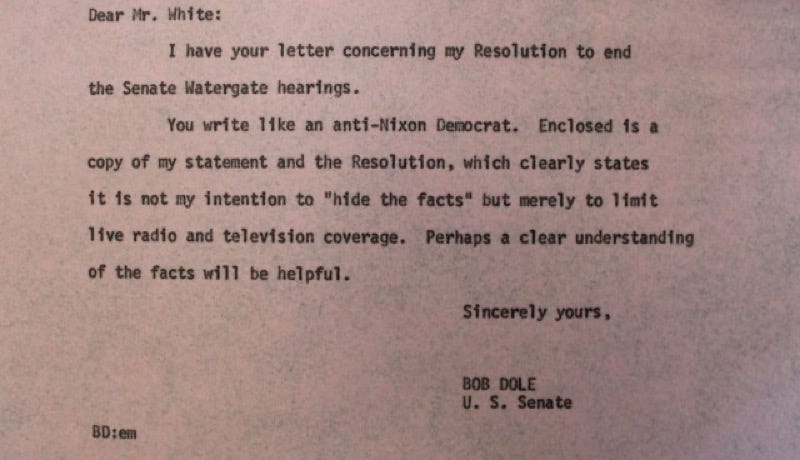 Dear Mr. White:
I have your letter concerning my Resolution to end
the Senate Watergate hearings.
You write like an anti-Nixon Democrat.  Enclosed is a
copy of my statement and the Resolution, which clearly states
it is not my intention to "hide the facts" but merely to limit
live radio and television coverage.  Perhaps a clear understanding
of the facts will be helpful.
Sincerely yours,
BOB DOLE
U. S. Senate
BD:em